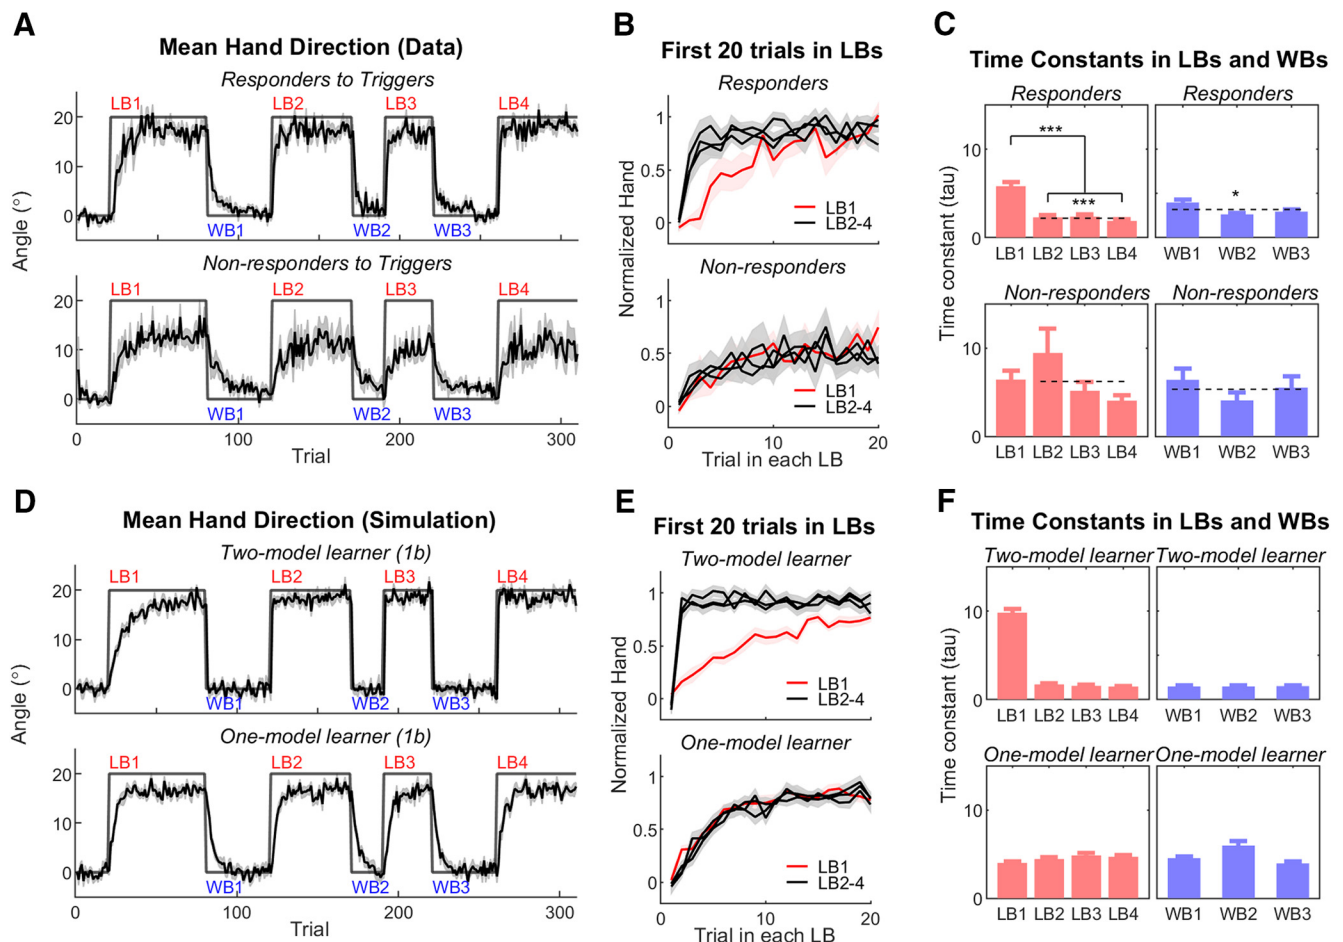 A
Mean Hand Direction (Data)
Responders to Triggers
LB1 LB2 LB3 LB4
20
10
0
WB1 WB2 WB3
Angle (°)
Non-responders to Triggers
LB1 LB2 LB3 LB4
20
10
0
WB1 WB2 WB3
0 100 200 300
Trial
B
First 20 trials in LBs
Responders
1
0.5
0
LB1
LB2-4
Normalized Hand
Non-responders
1
0.5
0
LB1
LB2-4
0 10 20
Trial in each LB
C
Time Constants in LBs and WBs
Responders Responders
***
***
*
10
0
LB1 LB2 LB3 LB4 WB1 WB2 WB3
Time constant (tau)
Non-responders Non-responders
10
0
LB1 LB2 LB3 LB4 WB1 WB2 WB3
D
Mean Hand Direction (Simulation)
Two-model learner (1b)
LB1 LB2 LB3 LB4
20
10
0
WB1 WB2 WB3
Angle (°)
One-model learner (1b)
LB1 LB2 LB3 LB4
20
10
0
WB1 WB2 WB3
0 100 200 300
Trial
E
First 20 trials in LBs
Two-model learner
1
0.5
0
LB1
LB2-4
Normalized Hand
One-model learner
1
0.5
0
LB1
LB2-4
0 10 20
Trial in each LB
F
Time Constants in LBs and WBs
Two-model learner Two-model learner
10
0
LB1 LB2 LB3 LB4 WB1 WB2 WB3
Time constant (tau)
One-model learner One-model learner
10
0
LB1 LB2 LB3 LB4 WB1 WB2 WB3